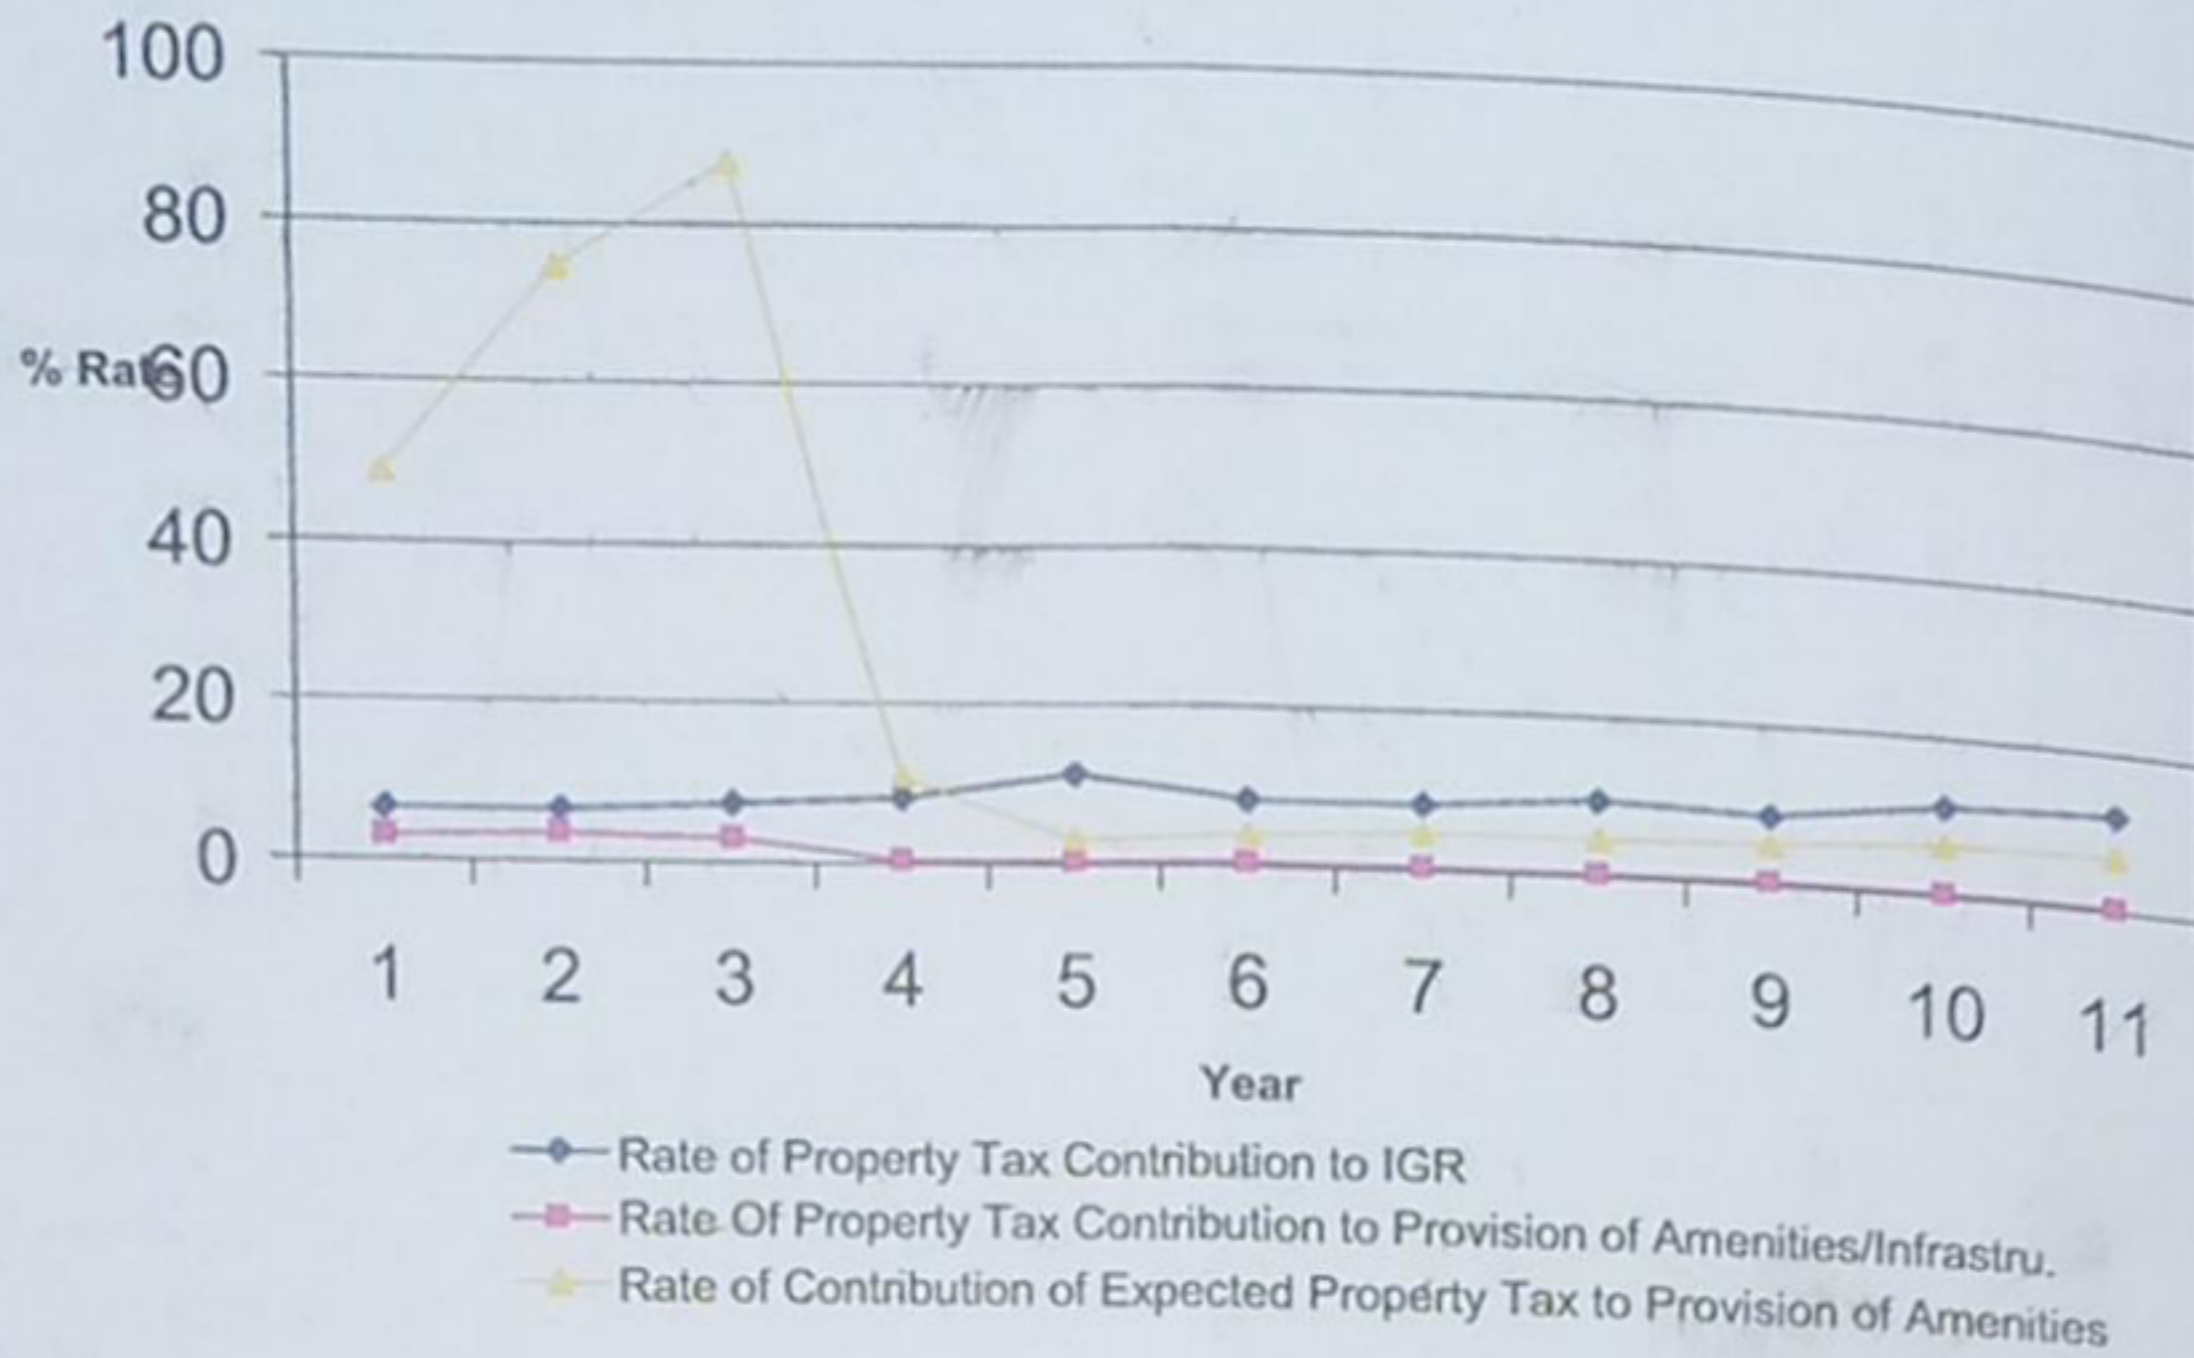 100
80
% Rate 60
40
20
0
1 2 3 4 5 6 7 8 9 10 11
Year
Rate of Property Tax Contribution to IGR
Rate Of Property Tax Contribution to Provision of Amenities/Infrastru.
Rate of Contribution of Expected Property Tax to Provision of Amenities